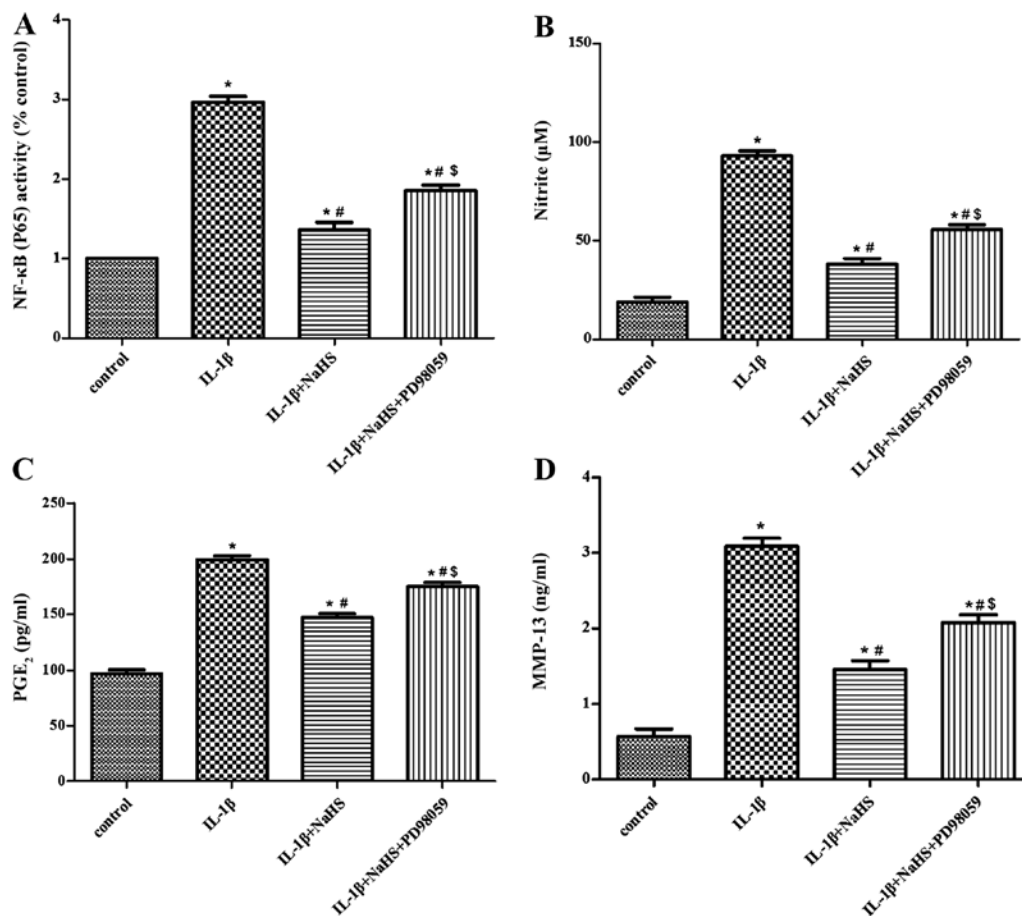 A
NF-κB (P65) activity (% control)
4
3
2
1
0
*
* #
*# $
control
IL-1β
IL-1β+NaHS
IL-1β+NaHS+PD98059
B
Nitrite (μM)
150
100
50
0
*
* #
*#$
control
IL-1β
IL-1β+NaHS
IL-1β+NaHS+PD98059
C
PGE₂ (pg/ml)
250
200
150
100
50
0
*
* #
*#$
control
IL-1β
IL-1β+NaHS
IL-1β+NaHS+PD98059
D
MMP-13 (ng/ml)
4
3
2
1
0
*
* #
*#$
control
IL-1β
IL-1β+NaHS
IL-1β+NaHS+PD98059